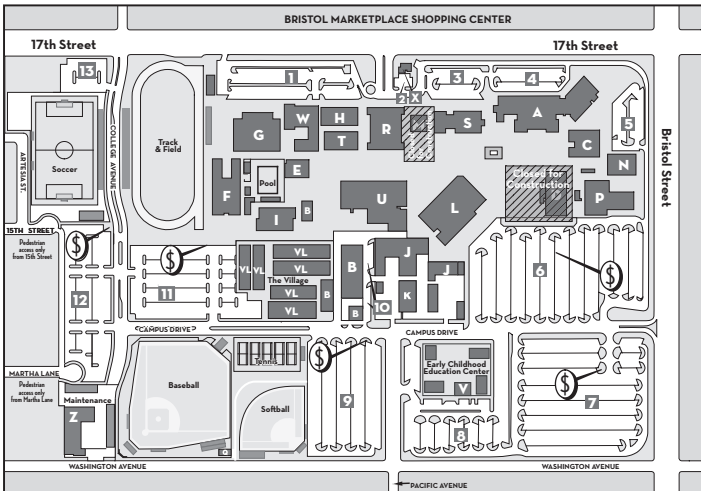 BRISTOL MARKETPLACE SHOPPING CENTER
17th Street
17th Street
13
1
2
X
3
4
5
COLLEGE AVENUE
ARTESIA ST.
Soccer
Track
& Field
G
W
H
T
R
S
A
C
N
P
Bristol Street
Closed for
Construction
F
Pool
E
I
B
U
L
15TH STREET
Pedestrian
access only
from 15th Street
$
$
$
12
11
VL
VL
VL
VL
The Village
VL
VL
B
B
B
10
J
J
K
6
CAMPUS DRIVE
CAMPUS DRIVE
MARTHA LANE
Pedestrian
access only
from Martha Lane
Maintenance
Z
Baseball
Tennis
Softball
$
9
Early Childhood
Education Center
V
8
$
7
WASHINGTON AVENUE
WASHINGTON AVENUE
PACIFIC AVENUE